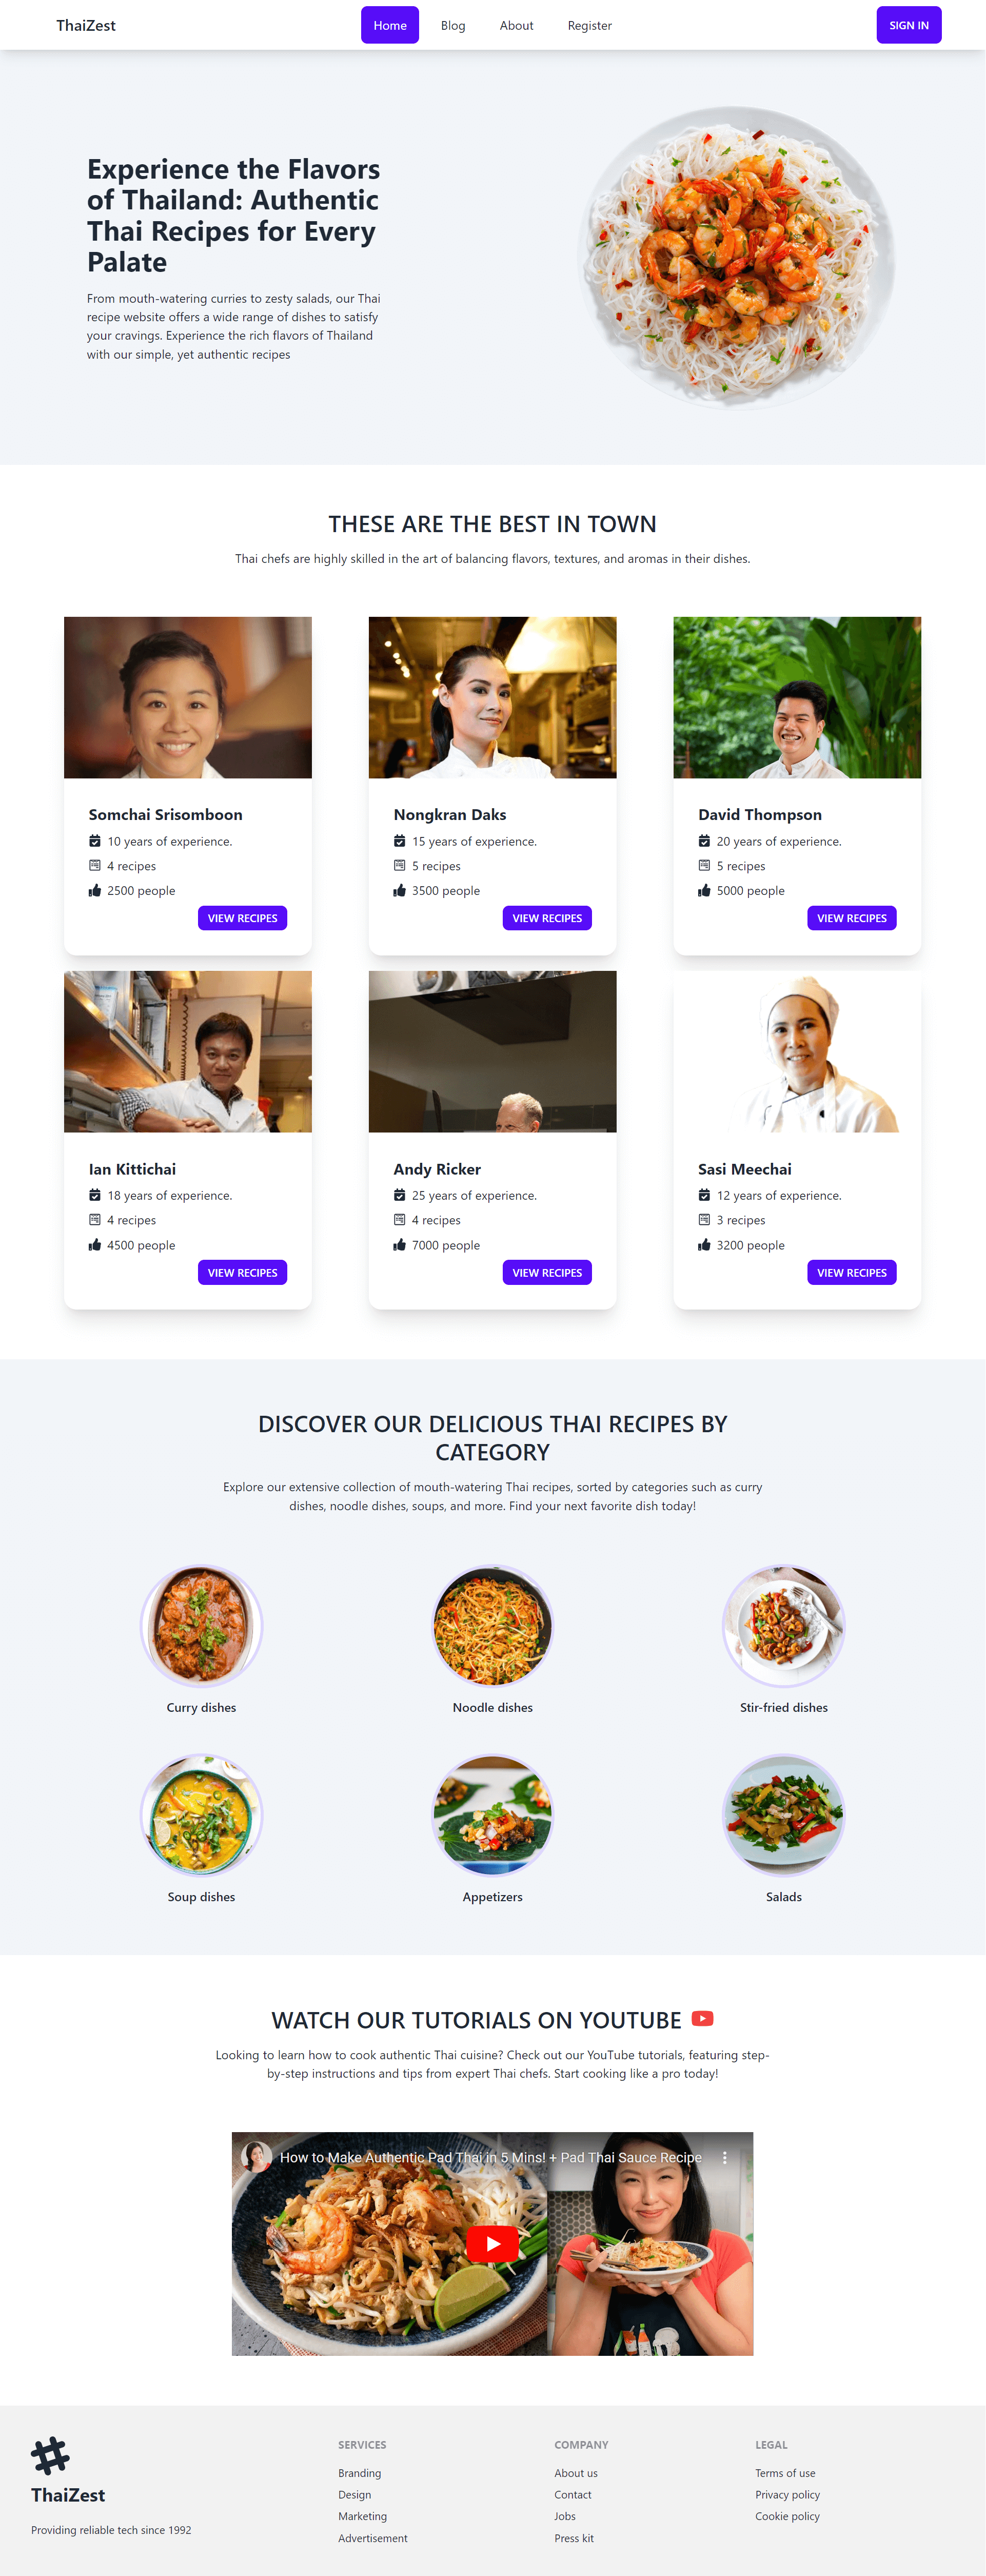 ThaiZest
Home
Blog
About
Register
SIGN IN
Experience the Flavors
of Thailand: Authentic
Thai Recipes for Every
Palate
From mouth-watering curries to zesty salads, our Thai
recipe website offers a wide range of dishes to satisfy
your cravings. Experience the rich flavors of Thailand
with our simple, yet authentic recipes
THESE ARE THE BEST IN TOWN
Thai chefs are highly skilled in the art of balancing flavors, textures, and aromas in their dishes.
Somchai Srisomboon
10 years of experience.
4 recipes
2500 people
VIEW RECIPES
Nongkran Daks
15 years of experience.
5 recipes
3500 people
VIEW RECIPES
David Thompson
20 years of experience.
5 recipes
5000 people
VIEW RECIPES
Ian Kittichai
18 years of experience.
4 recipes
4500 people
VIEW RECIPES
Andy Ricker
25 years of experience.
4 recipes
7000 people
VIEW RECIPES
Sasi Meechai
12 years of experience.
3 recipes
3200 people
VIEW RECIPES
DISCOVER OUR DELICIOUS THAI RECIPES BY
CATEGORY
Explore our extensive collection of mouth-watering Thai recipes, sorted by categories such as curry
dishes, noodle dishes, soups, and more. Find your next favorite dish today!
Curry dishes
Noodle dishes
Stir-fried dishes
Soup dishes
Appetizers
Salads
WATCH OUR TUTORIALS ON YOUTUBE
Looking to learn how to cook authentic Thai cuisine? Check out our YouTube tutorials, featuring step-
by-step instructions and tips from expert Thai chefs. Start cooking like a pro today!
How to Make Authentic Pad Thai in 5 Mins! + Pad Thai Sauce Recipe
ThaiZest
Providing reliable tech since 1992
SERVICES
Branding
Design
Marketing
Advertisement
COMPANY
About us
Contact
Jobs
Press kit
LEGAL
Terms of use
Privacy policy
Cookie policy